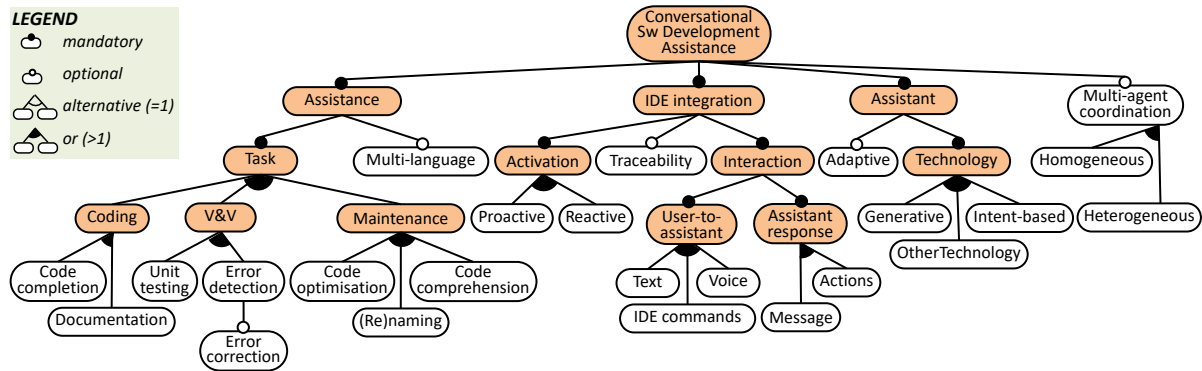 LEGEND
mandatory
optional
alternative (=1)
or (>1)
Conversational
Sw Development
Assistance
Assistance
IDE integration
Assistant
Multi-agent
coordination
Task
Multi-language
Activation
Traceability
Interaction
Adaptive
Technology
Homogeneous
Coding
V&V
Maintenance
Proactive
Reactive
User-to-
assistant
Assistant
response
Generative
Intent-based
Heterogeneous
OtherTechnology
Code
completion
Unit
testing
Error
detection
Code
optimisation
Code
comprehension
Text
Voice
Actions
Documentation
(Re)naming
IDE commands
Message
Error
correction